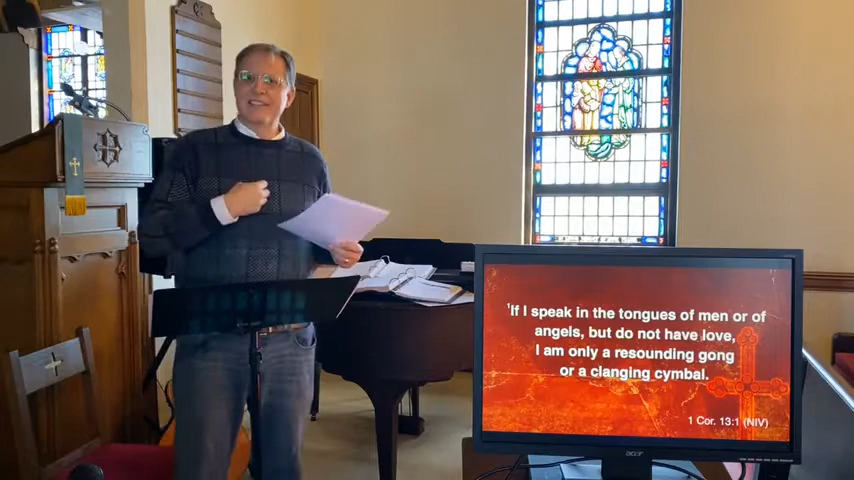 ¹If I speak in the tongues of men or of
angels, but do not have love,
I am only a resounding gong
or a clanging cymbal.
1 Cor. 13:1 (NIV)
acer